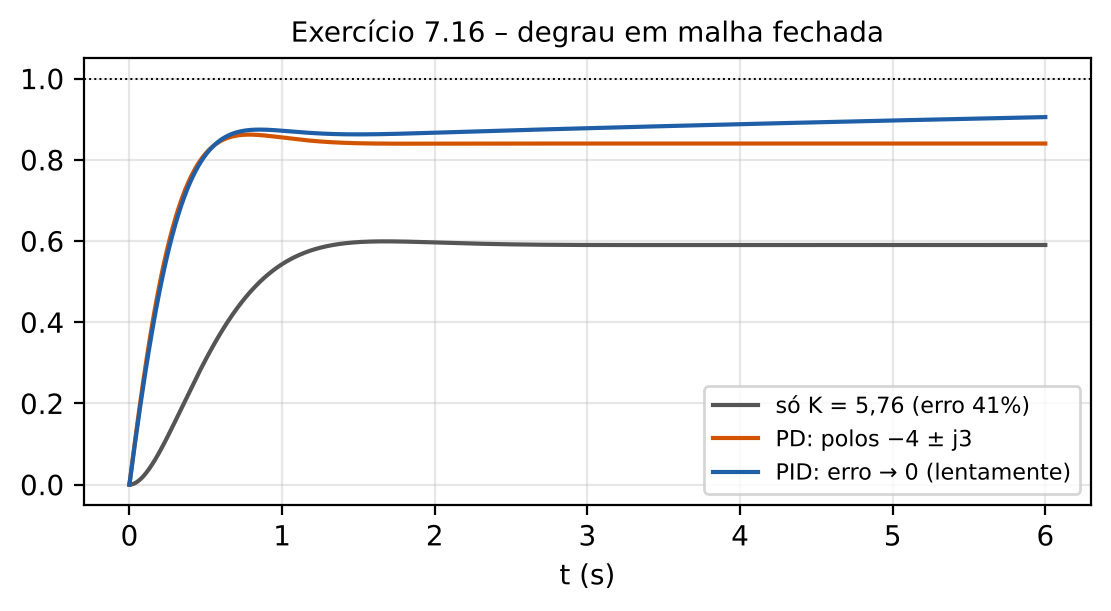 Exercício 7.16 – degrau em malha fechada
1.0
0.8
0.6
0.4
0.2
0.0
só K = 5,76 (erro 41%)
PD: polos −4 ± j3
PID: erro → 0 (lentamente)
0 1 2 3 4 5 6
t (s)